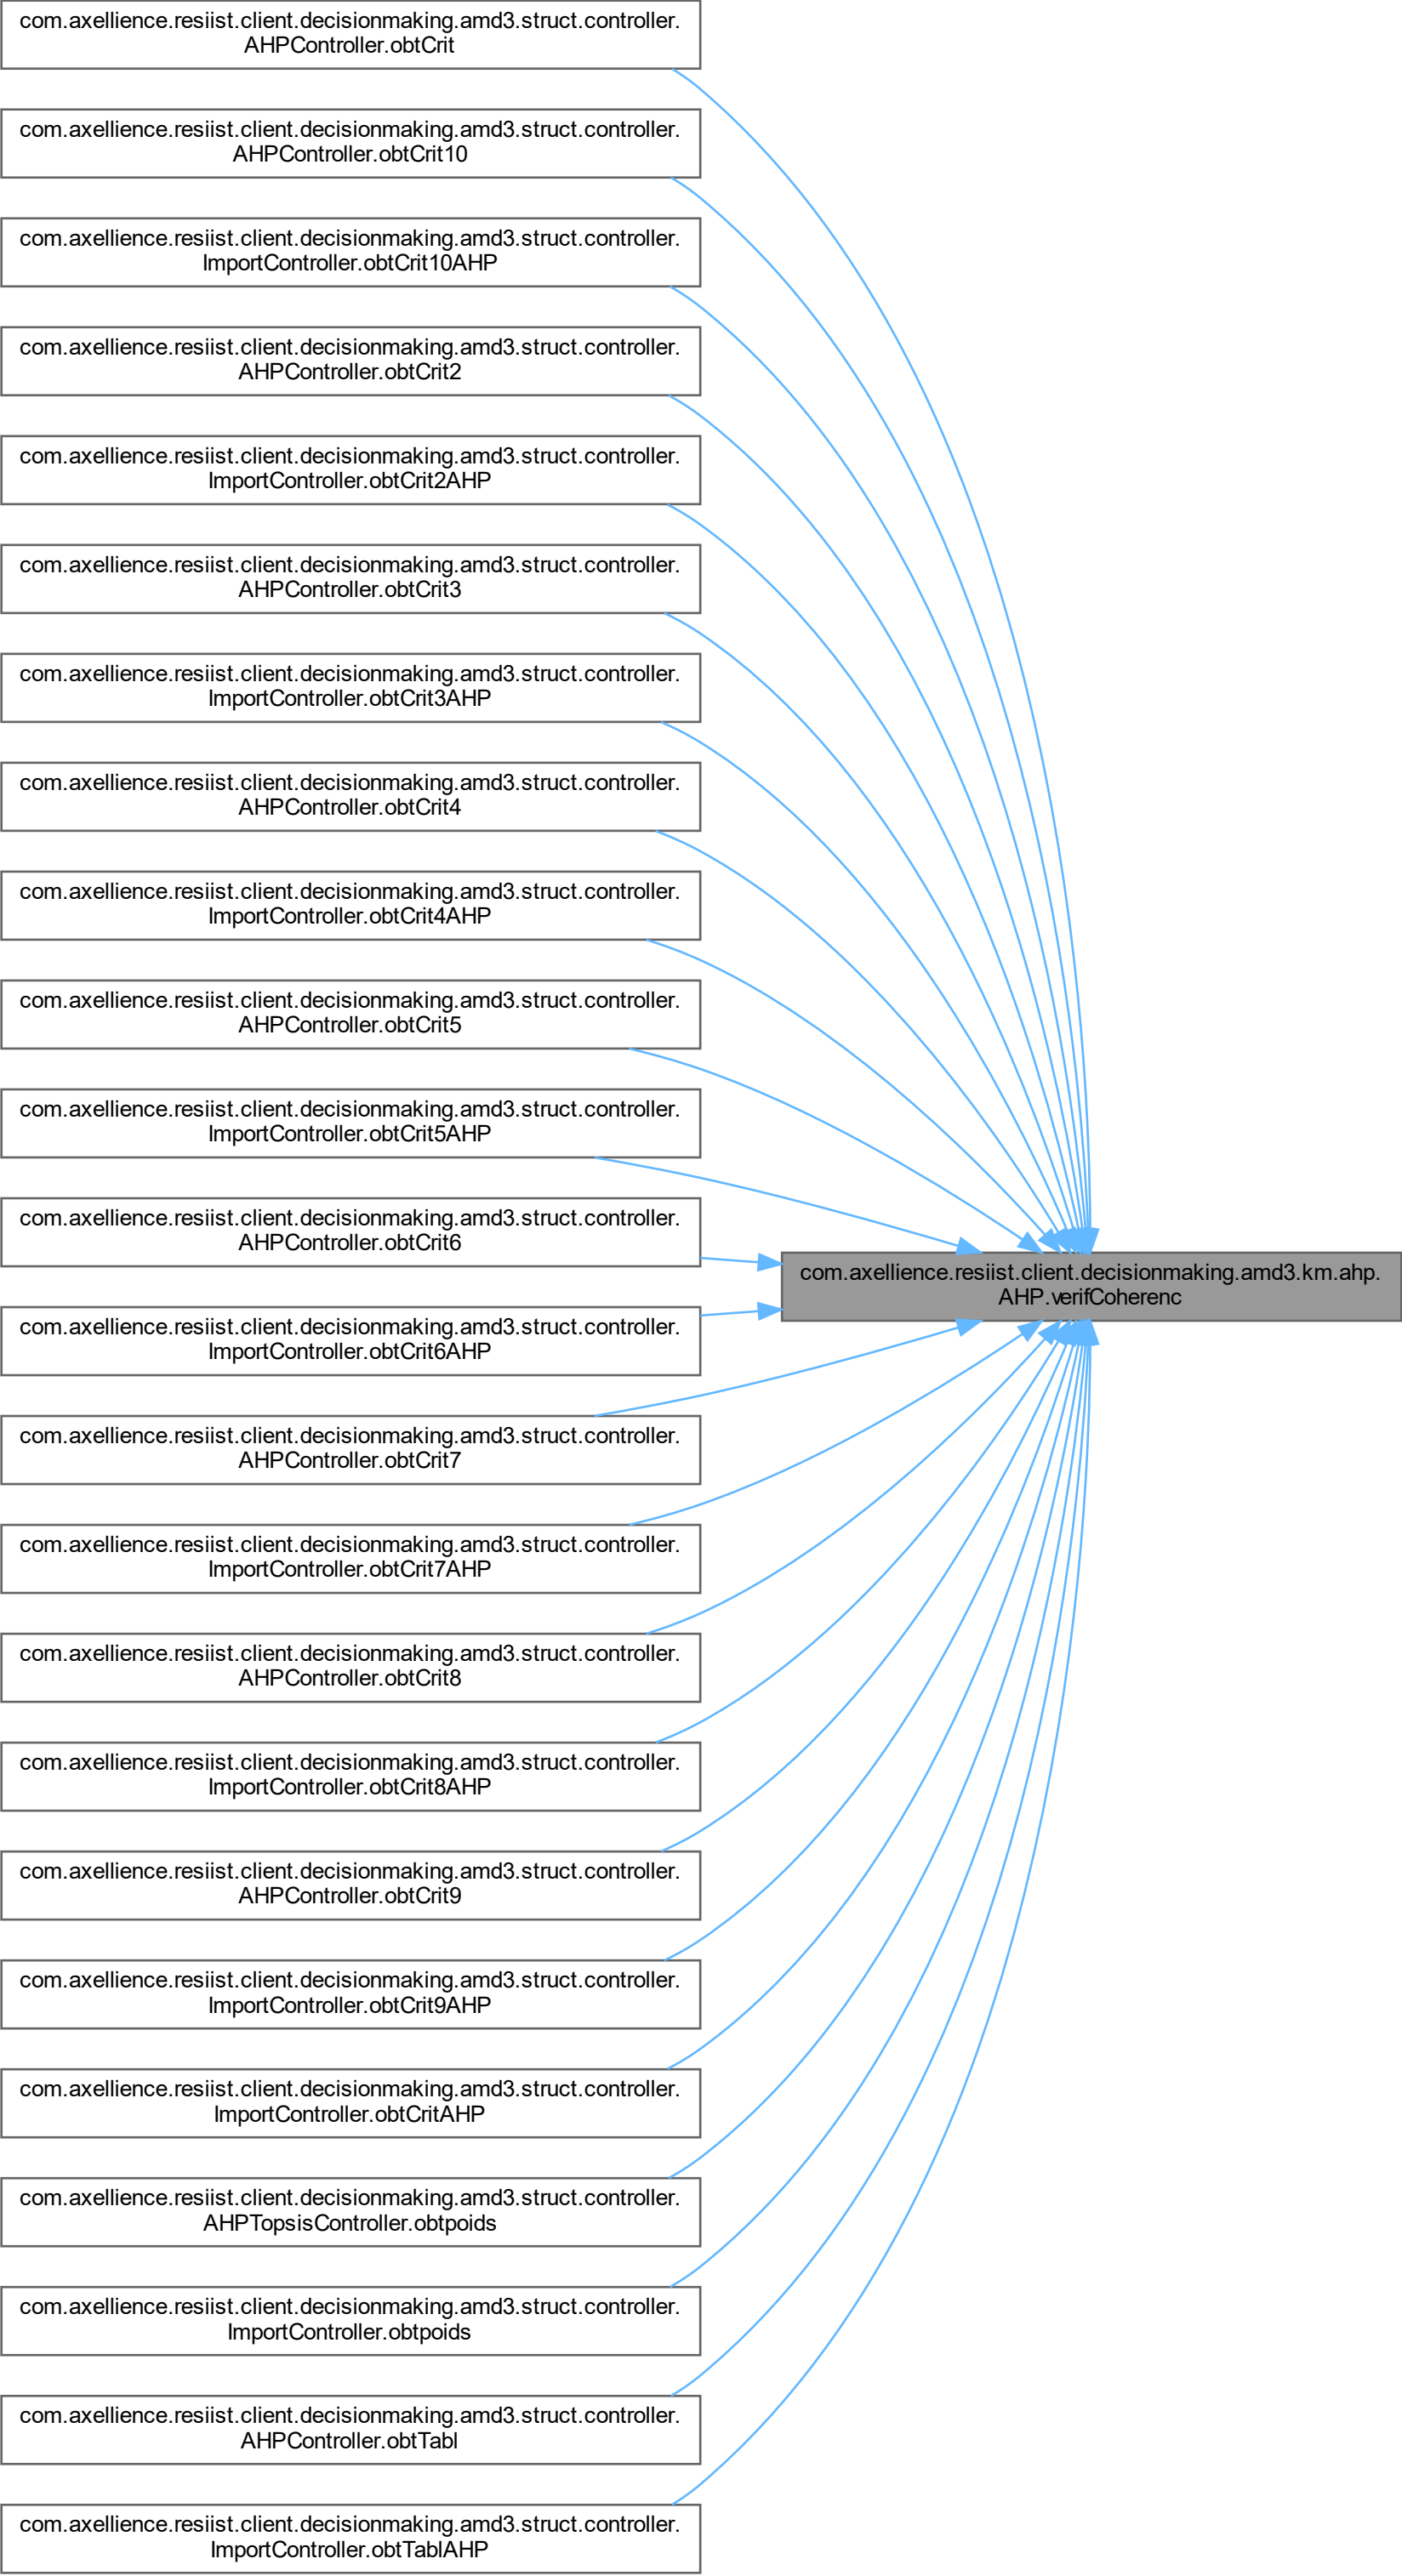 com.axellience.resiist.client.decisionmaking.amd3.struct.controller.
AHPController.obtCrit
com.axellience.resiist.client.decisionmaking.amd3.struct.controller.
AHPController.obtCrit10
com.axellience.resiist.client.decisionmaking.amd3.struct.controller.
ImportController.obtCrit10AHP
com.axellience.resiist.client.decisionmaking.amd3.struct.controller.
AHPController.obtCrit2
com.axellience.resiist.client.decisionmaking.amd3.struct.controller.
ImportController.obtCrit2AHP
com.axellience.resiist.client.decisionmaking.amd3.struct.controller.
AHPController.obtCrit3
com.axellience.resiist.client.decisionmaking.amd3.struct.controller.
ImportController.obtCrit3AHP
com.axellience.resiist.client.decisionmaking.amd3.struct.controller.
AHPController.obtCrit4
com.axellience.resiist.client.decisionmaking.amd3.struct.controller.
ImportController.obtCrit4AHP
com.axellience.resiist.client.decisionmaking.amd3.struct.controller.
AHPController.obtCrit5
com.axellience.resiist.client.decisionmaking.amd3.struct.controller.
ImportController.obtCrit5AHP
com.axellience.resiist.client.decisionmaking.amd3.struct.controller.
AHPController.obtCrit6
com.axellience.resiist.client.decisionmaking.amd3.km.ahp.
AHP.verifCoherenc
com.axellience.resiist.client.decisionmaking.amd3.struct.controller.
ImportController.obtCrit6AHP
com.axellience.resiist.client.decisionmaking.amd3.struct.controller.
AHPController.obtCrit7
com.axellience.resiist.client.decisionmaking.amd3.struct.controller.
ImportController.obtCrit7AHP
com.axellience.resiist.client.decisionmaking.amd3.struct.controller.
AHPController.obtCrit8
com.axellience.resiist.client.decisionmaking.amd3.struct.controller.
ImportController.obtCrit8AHP
com.axellience.resiist.client.decisionmaking.amd3.struct.controller.
AHPController.obtCrit9
com.axellience.resiist.client.decisionmaking.amd3.struct.controller.
ImportController.obtCrit9AHP
com.axellience.resiist.client.decisionmaking.amd3.struct.controller.
ImportController.obtCritAHP
com.axellience.resiist.client.decisionmaking.amd3.struct.controller.
AHPTopsisController.obtpoids
com.axellience.resiist.client.decisionmaking.amd3.struct.controller.
ImportController.obtpoids
com.axellience.resiist.client.decisionmaking.amd3.struct.controller.
AHPController.obtTabl
com.axellience.resiist.client.decisionmaking.amd3.struct.controller.
ImportController.obtTablAHP